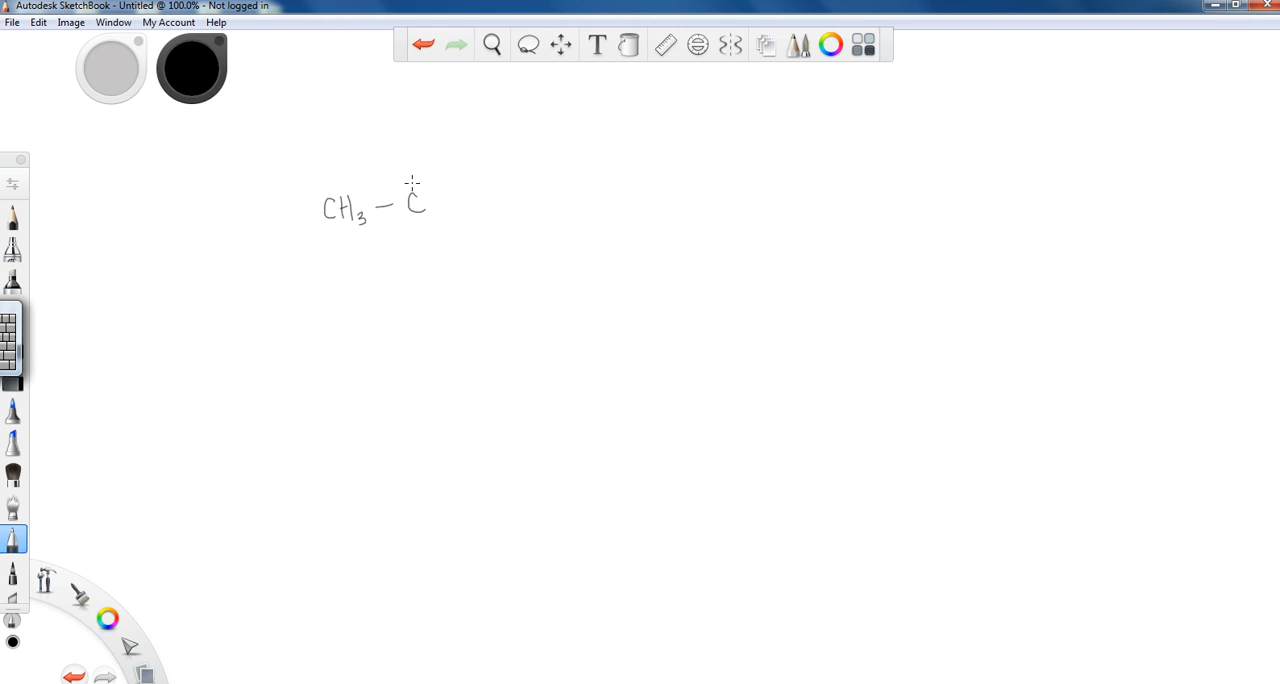 Autodesk SketchBook - Untitled @ 100.0% - Not logged in
File Edit Image Window My Account Help
T
CH₃ – C